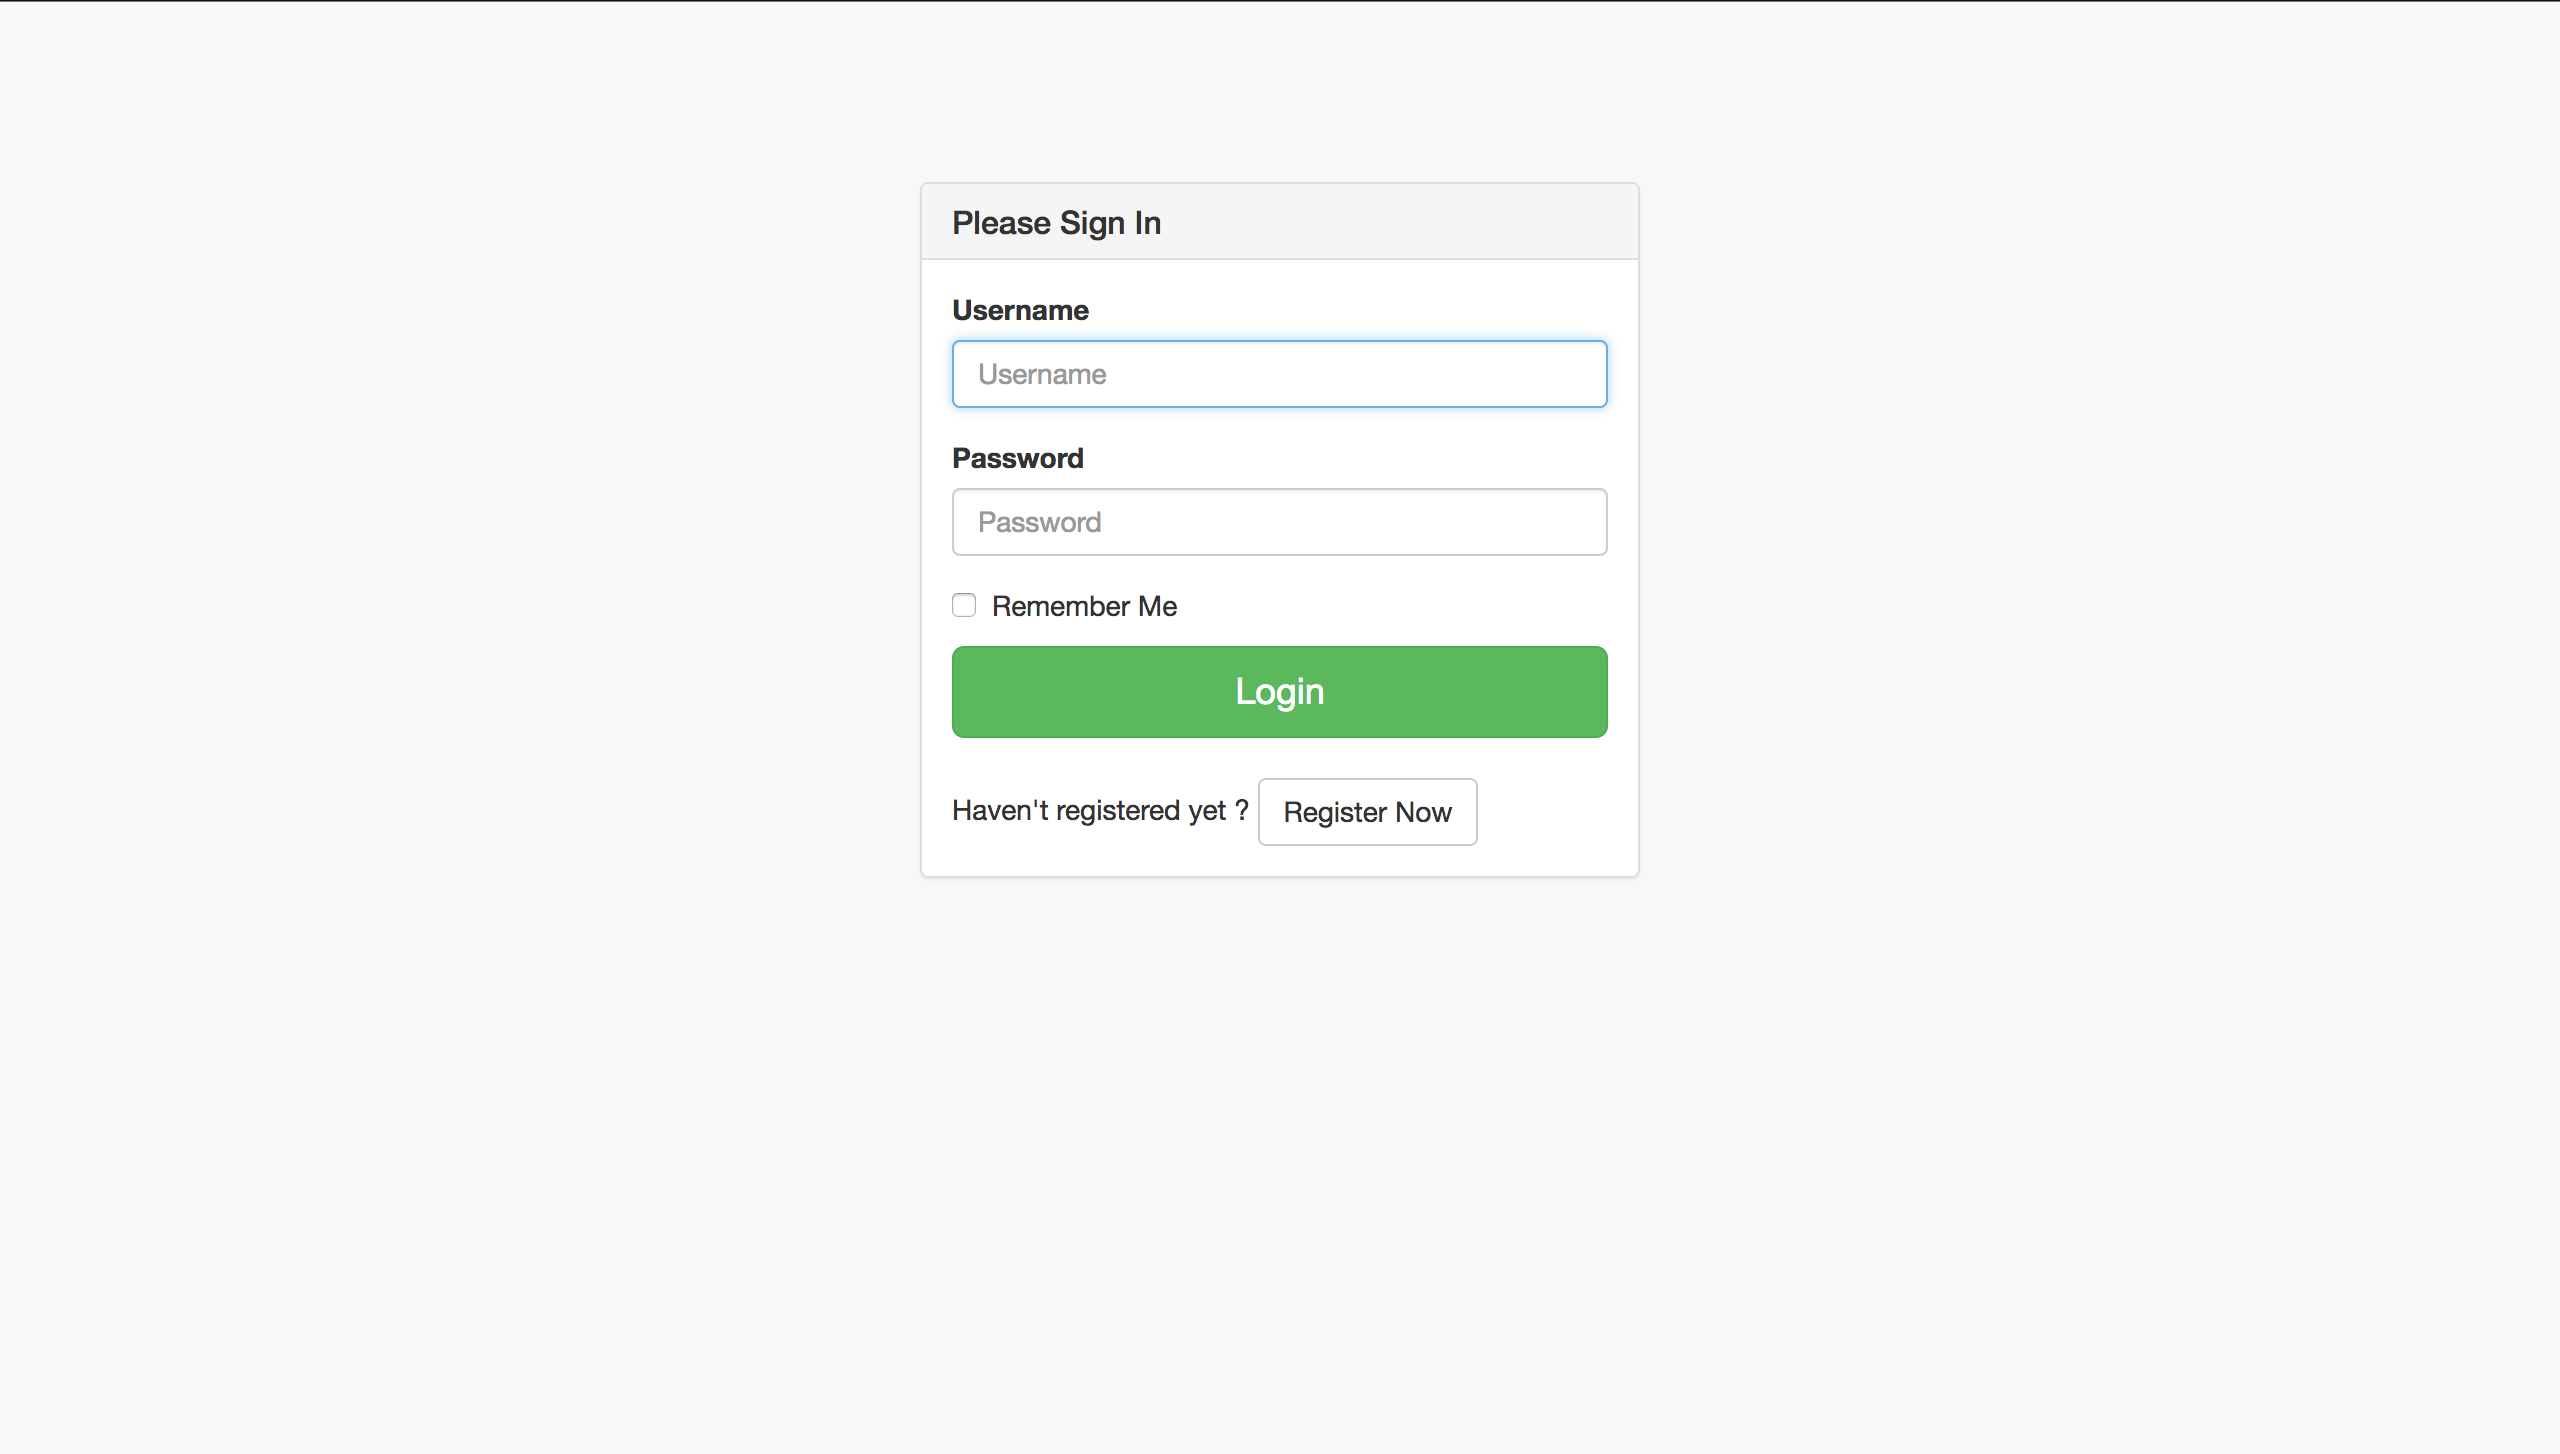 Please Sign In
Username
Username
Password
Password
Remember Me
Login
Haven't registered yet ? Register Now